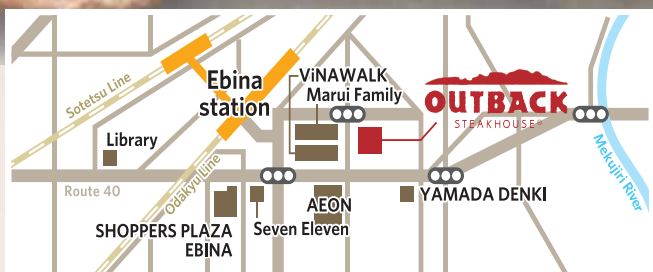 Sotetsu Line
Ebina
station
ViNAWALK
Marui Family
OUTBACK
STEAKHOUSE®
Library
Mekujiri River
Route 40
Odakyu Line
YAMADA DENKI
AEON
SHOPPERS PLAZA
EBINA
Seven Eleven